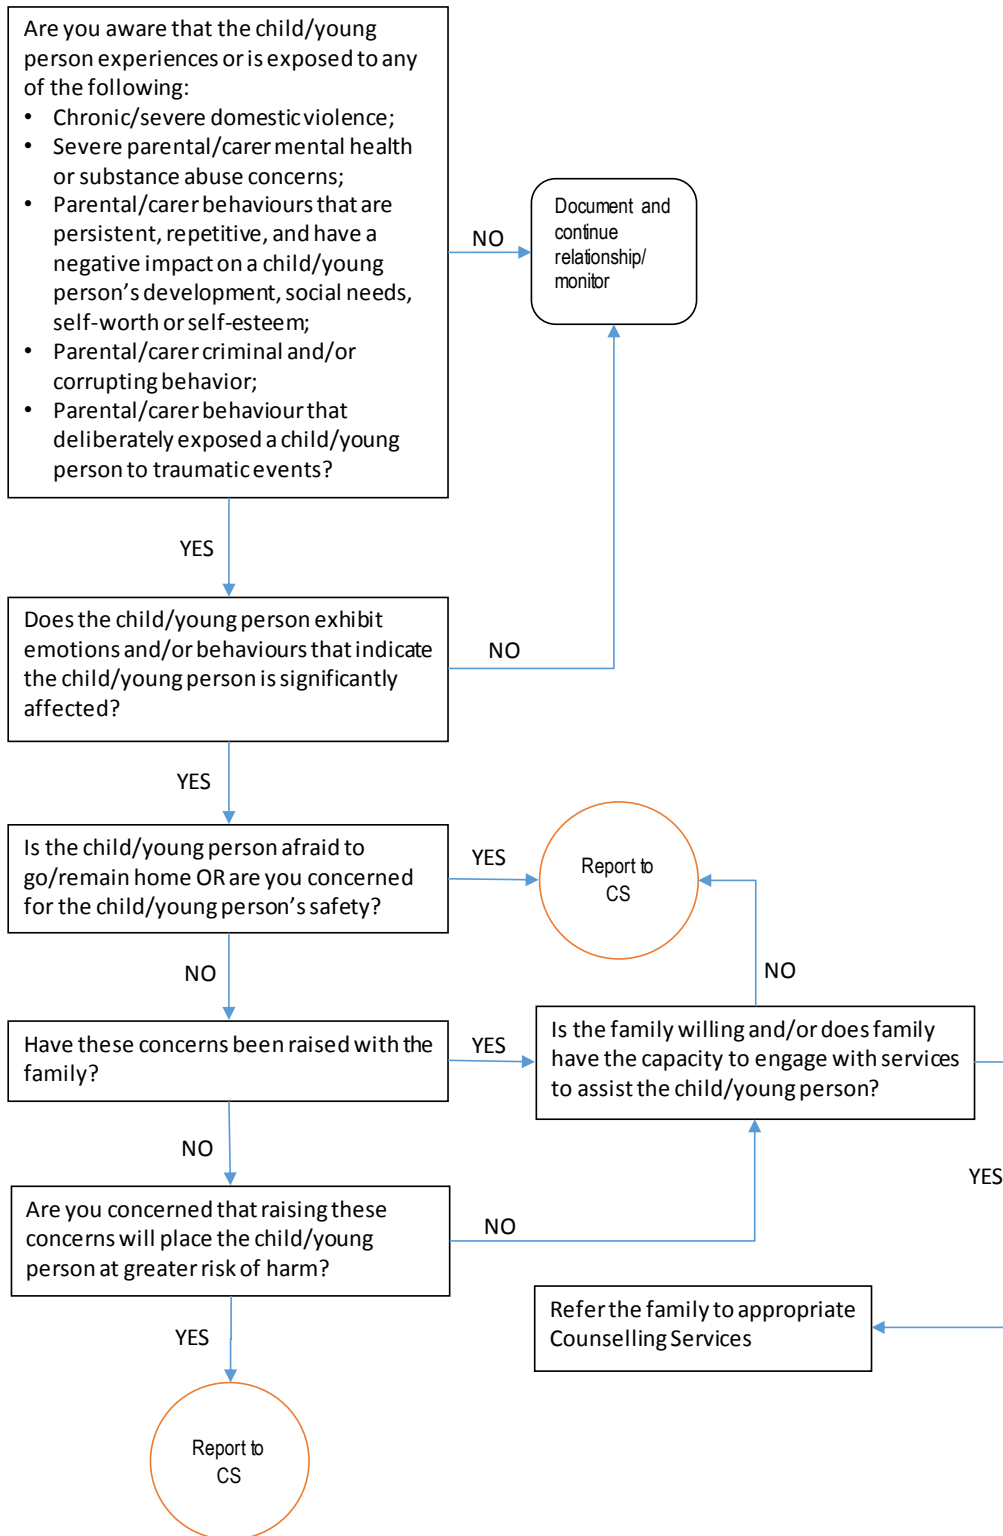 Are you aware that the child/young
person experiences or is exposed to any
of the following:
• Chronic/severe domestic violence;
• Severe parental/carer mental health
or substance abuse concerns;
• Parental/carer behaviours that are
persistent, repetitive, and have a
negative impact on a child/young
person's development, social needs,
self-worth or self-esteem;
• Parental/carer criminal and/or
corrupting behavior;
• Parental/carer behaviour that
deliberately exposed a child/young
person to traumatic events?
NO
Document and
continue
relationship/
monitor
YES
Does the child/young person exhibit
emotions and/or behaviours that indicate
the child/young person is significantly
affected?
NO
YES
Is the child/young person afraid to
go/remain home OR are you concerned
for the child/young person's safety?
YES
Report to
CS
NO
NO
Have these concerns been raised with the
family?
YES
Is the family willing and/or does family
have the capacity to engage with services
to assist the child/young person?
NO
YES
Are you concerned that raising these
concerns will place the child/young
person at greater risk of harm?
NO
Refer the family to appropriate
Counselling Services
YES
Report to
CS